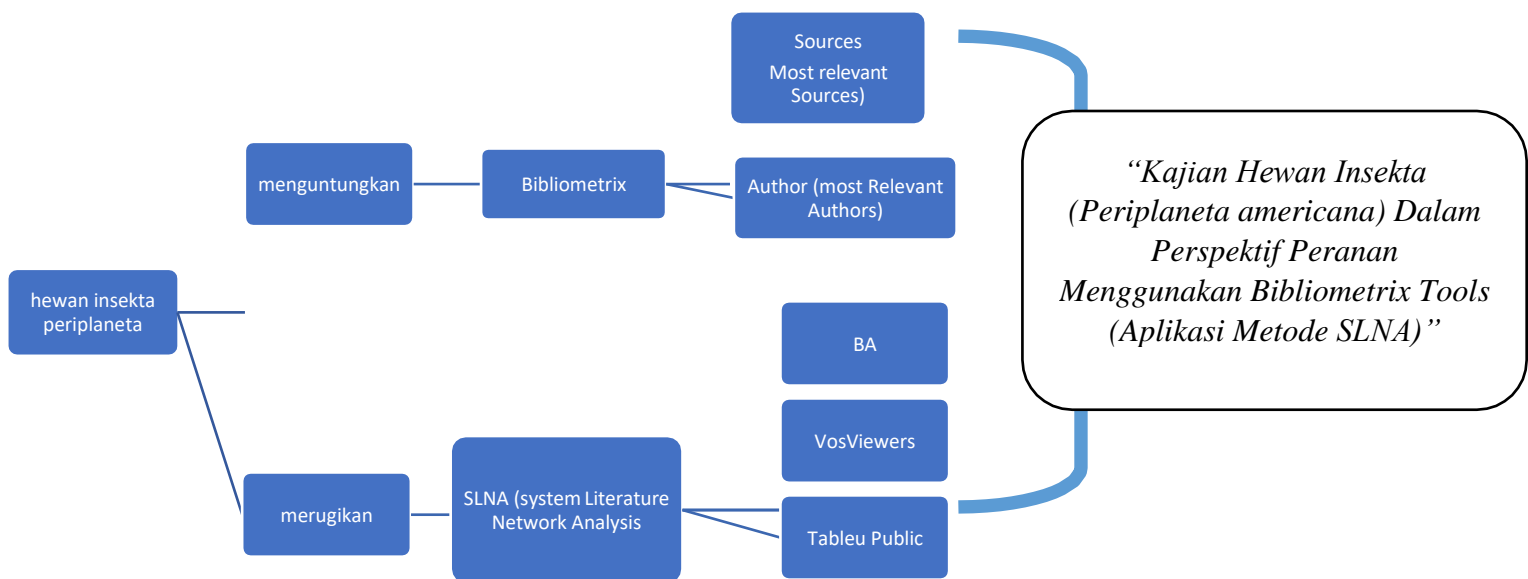 Sources
Most relevant
Sources)
menguntungkan
Bibliometrix
Author (most Relevant
Authors)
hewan insekta
periplaneta
BA
VosViewers
merugikan
SLNA (system Literature
Network Analysis
Tableu Public
“Kajian Hewan Insekta
(Periplaneta americana) Dalam
Perspektif Peranan
Menggunakan Bibliometrix Tools
(Aplikasi Metode SLNA)”